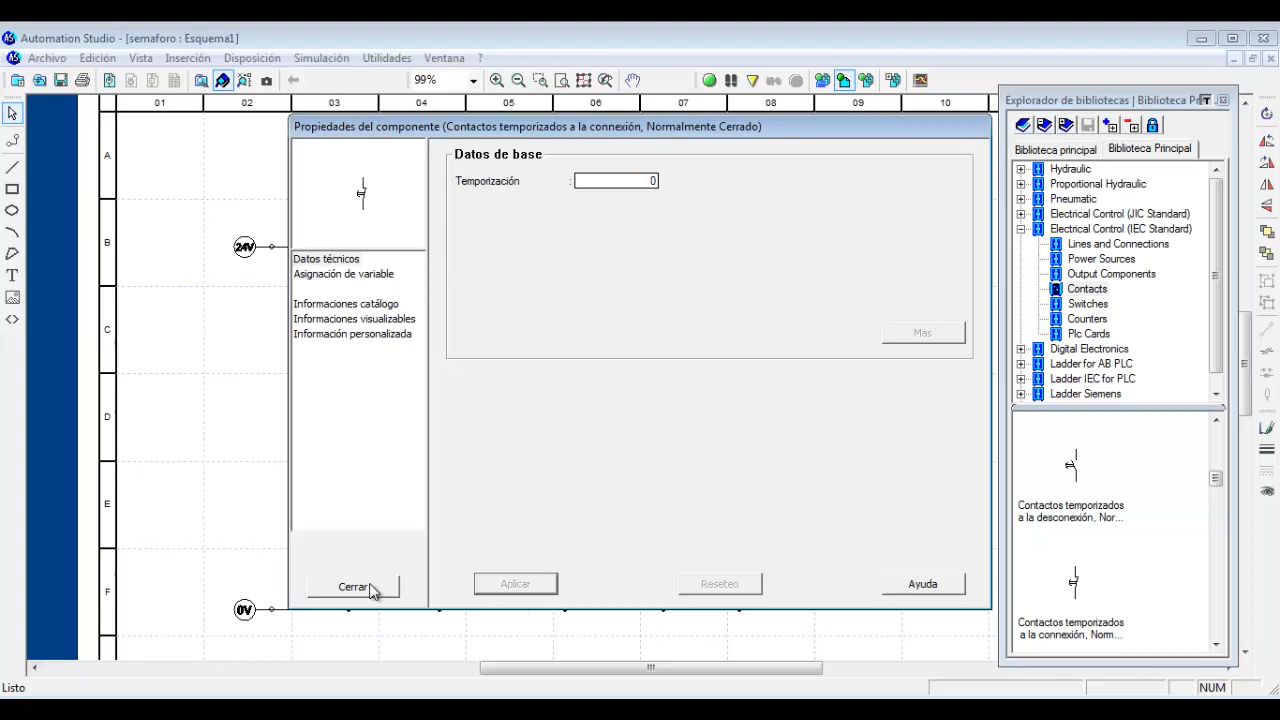 Automation Studio - [semaforo : Esquema1]
Archivo Edición Vista Inserción Disposición Simulación Utilidades Ventana ?
99%
01 02 03 04 05 06 07 08 09 10
A
B
C
D
E
F
24V
0V
Propiedades del componente (Contactos temporizados a la connexión, Normalmente Cerrado)
Datos de base
Temporización : 0
Mas
Datos técnicos
Asignación de variable
Informaciones catálogo
Informaciones visualizables
Información personalizada
Cerrar
Aplicar
Reseteo
Ayuda
Explorador de bibliotecas | Biblioteca
Biblioteca principal
Biblioteca Principal
Hydraulic
Proportional Hydraulic
Pneumatic
Electrical Control (JIC Standard)
Electrical Control (IEC Standard)
Lines and Connections
Power Sources
Output Components
Contacts
Switches
Counters
Plc Cards
Digital Electronics
Ladder for AB PLC
Ladder IEC for PLC
Ladder Siemens
Contactos temporizados
a la desconexión, Nor...
Contactos temporizados
a la connexión, Norm...
Listo
NUM